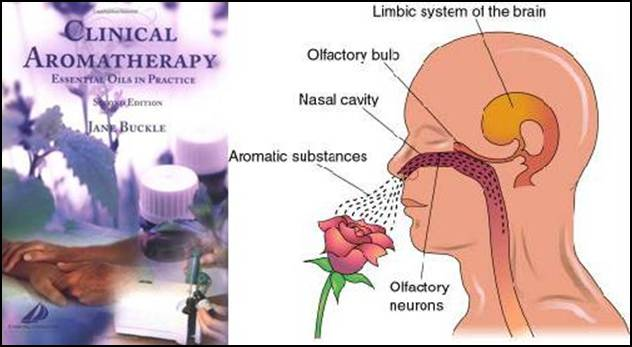 CLINICAL
AROMATHERAPY
ESSENTIAL OILS IN PRACTICE
SECOND EDITION
JANE BUCKLE
Limbic system of the brain
Olfactory bulb
Nasal cavity
Aromatic substances
Olfactory
neurons